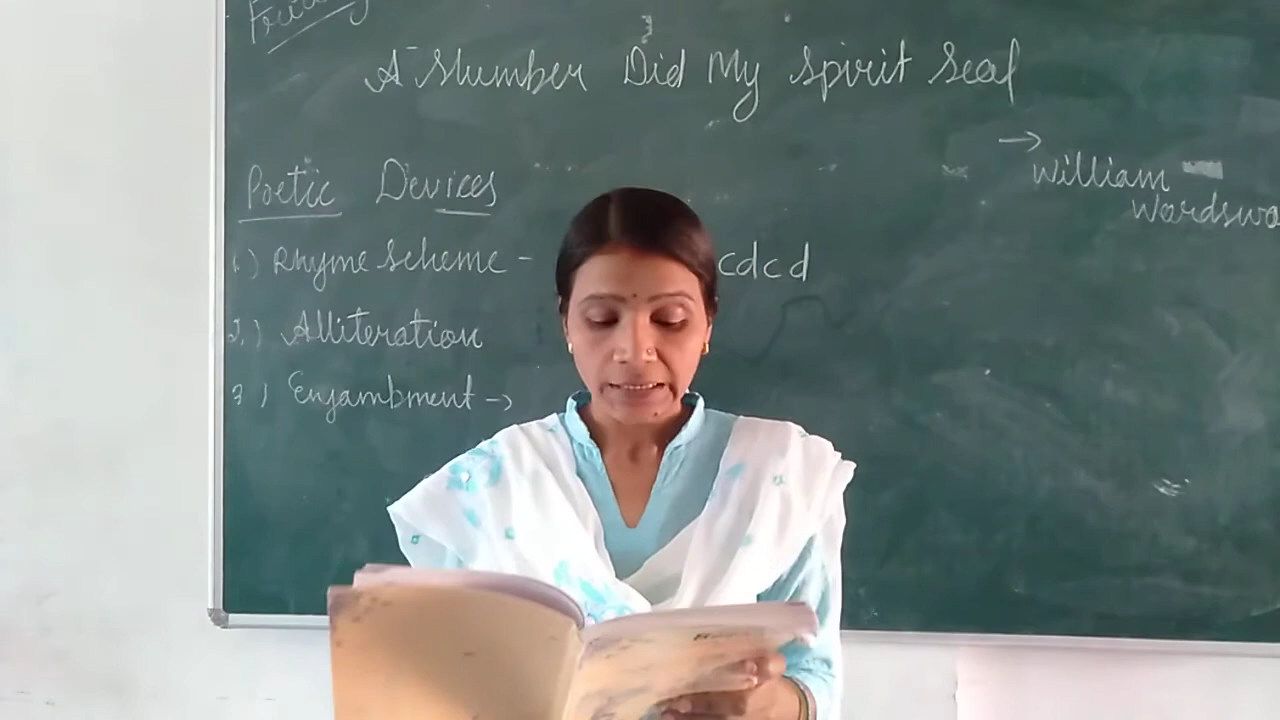 A Slumber Did My Spirit Seal
→ William
Wordswo
Poetic Devices
1.) Rhyme Scheme - cdcd
2.) Alliteration
3) Enjambment →